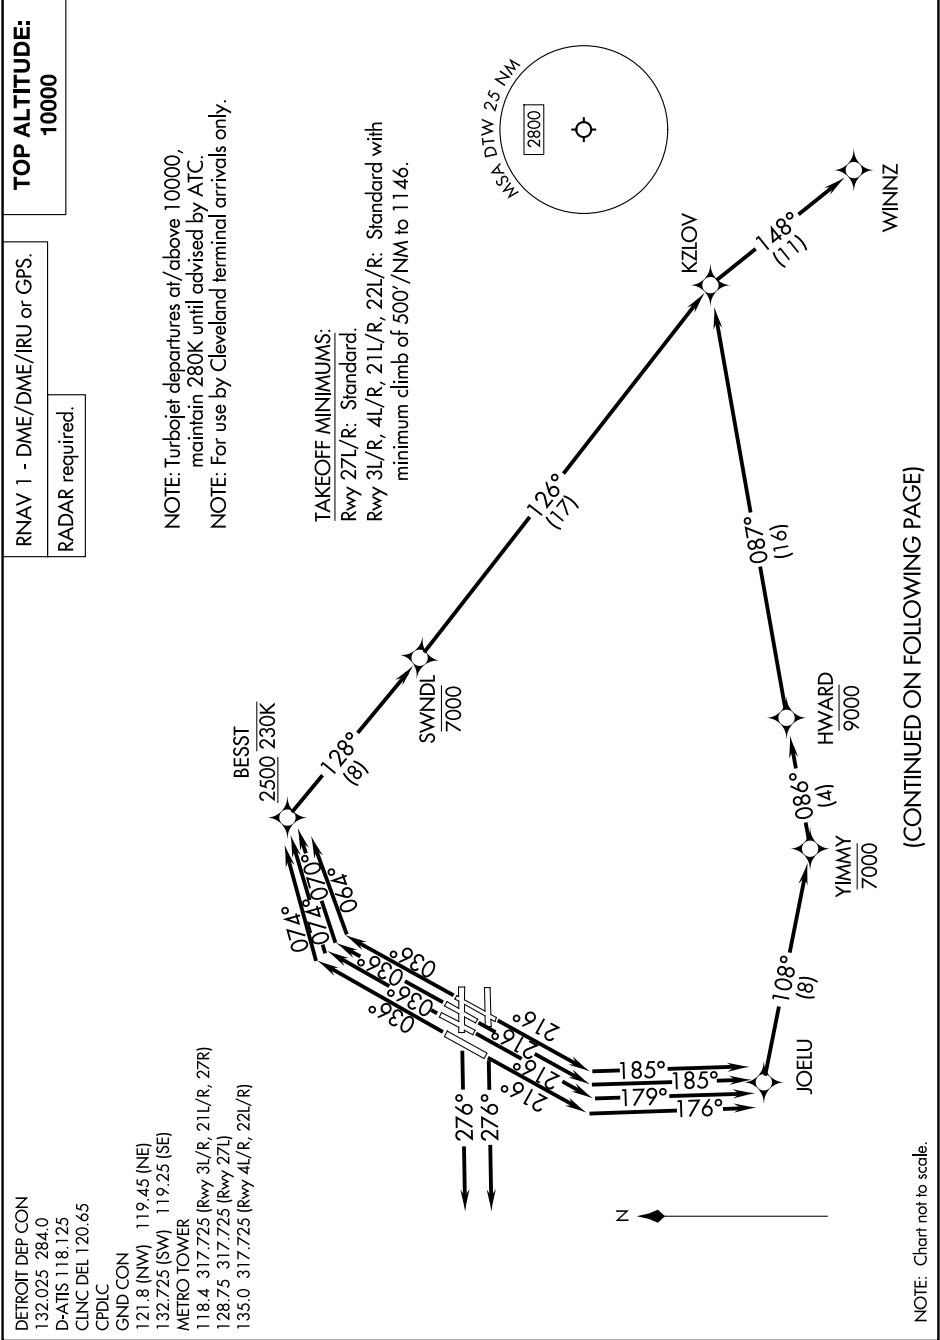 DETROIT DEP CON
132.025 284.0
D-ATIS 118.125
CLNC DEL 120.65
CPDLC
GND CON
121.8 (NW) 119.45 (NE)
132.725 (SW) 119.25 (SE)
METRO TOWER
118.4 317.725 (Rwy 3L/R, 21L/R, 27R)
128.75 317.725 (Rwy 27L)
135.0 317.725 (Rwy 4L/R, 22L/R)
RNAV 1 - DME/DME/IRU or GPS.
RADAR required.
TOP ALTITUDE:
10000
NOTE: Turbojet departures at/above 10000,
maintain 280K until advised by ATC.
NOTE: For use by Cleveland terminal arrivals only.
TAKEOFF MINIMUMS:
Rwy 27L/R: Standard.
Rwy 3L/R, 4L/R, 21L/R, 22L/R: Standard with
minimum climb of 500'/NM to 1146.
MSA DTW 25 NM
2800
BESST
2500 230K
128°
(8)
SWNDL
7000
126°
(17)
KZLOV
148°
(11)
WINNZ
074°
074°
070°
064°
036°
036°
036°
036°
276°
276°
216°
216°
216°
216°
185°
185°
179°
176°
JOELU
108°
(8)
YIMMY
7000
086°
(4)
HWARD
9000
087°
(16)
N
NOTE: Chart not to scale.
(CONTINUED ON FOLLOWING PAGE)